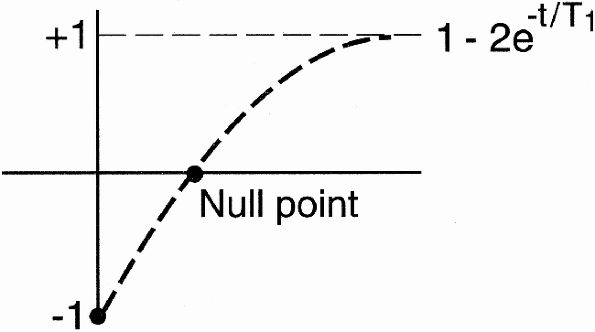 +1
1 - 2e-t/T1
Null point
-1